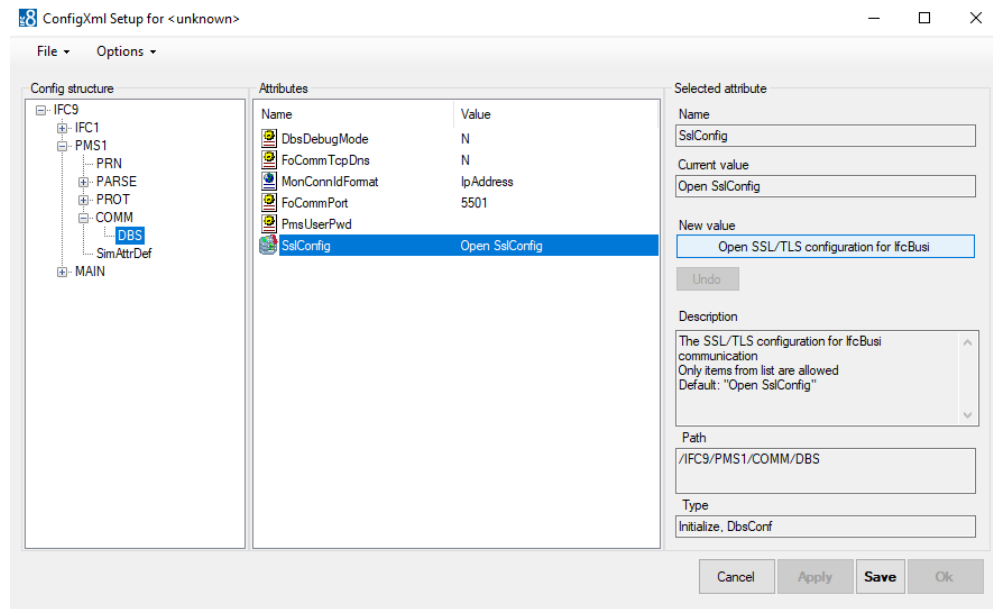 ConfigXml Setup for <unknown>
File
Options
Config structure
IFC9
IFC1
PMS1
PRN
PARSE
PROT
COMM
DBS
SimAttrDef
MAIN
Attributes
Name Value
DbsDebugMode N
FoCommTcpDns N
MonConnIdFormat IpAddress
FoCommPort 5501
PmsUserPwd
SslConfig Open SslConfig
Selected attribute
Name
SslConfig
Current value
Open SslConfig
New value
Open SSL/TLS configuration for IfcBusi
Undo
Description
The SSL/TLS configuration for IfcBusi
communication
Only items from list are allowed
Default: "Open SslConfig"
Path
/IFC9/PMS1/COMM/DBS
Type
Initialize, DbsConf
Cancel Apply Save Ok